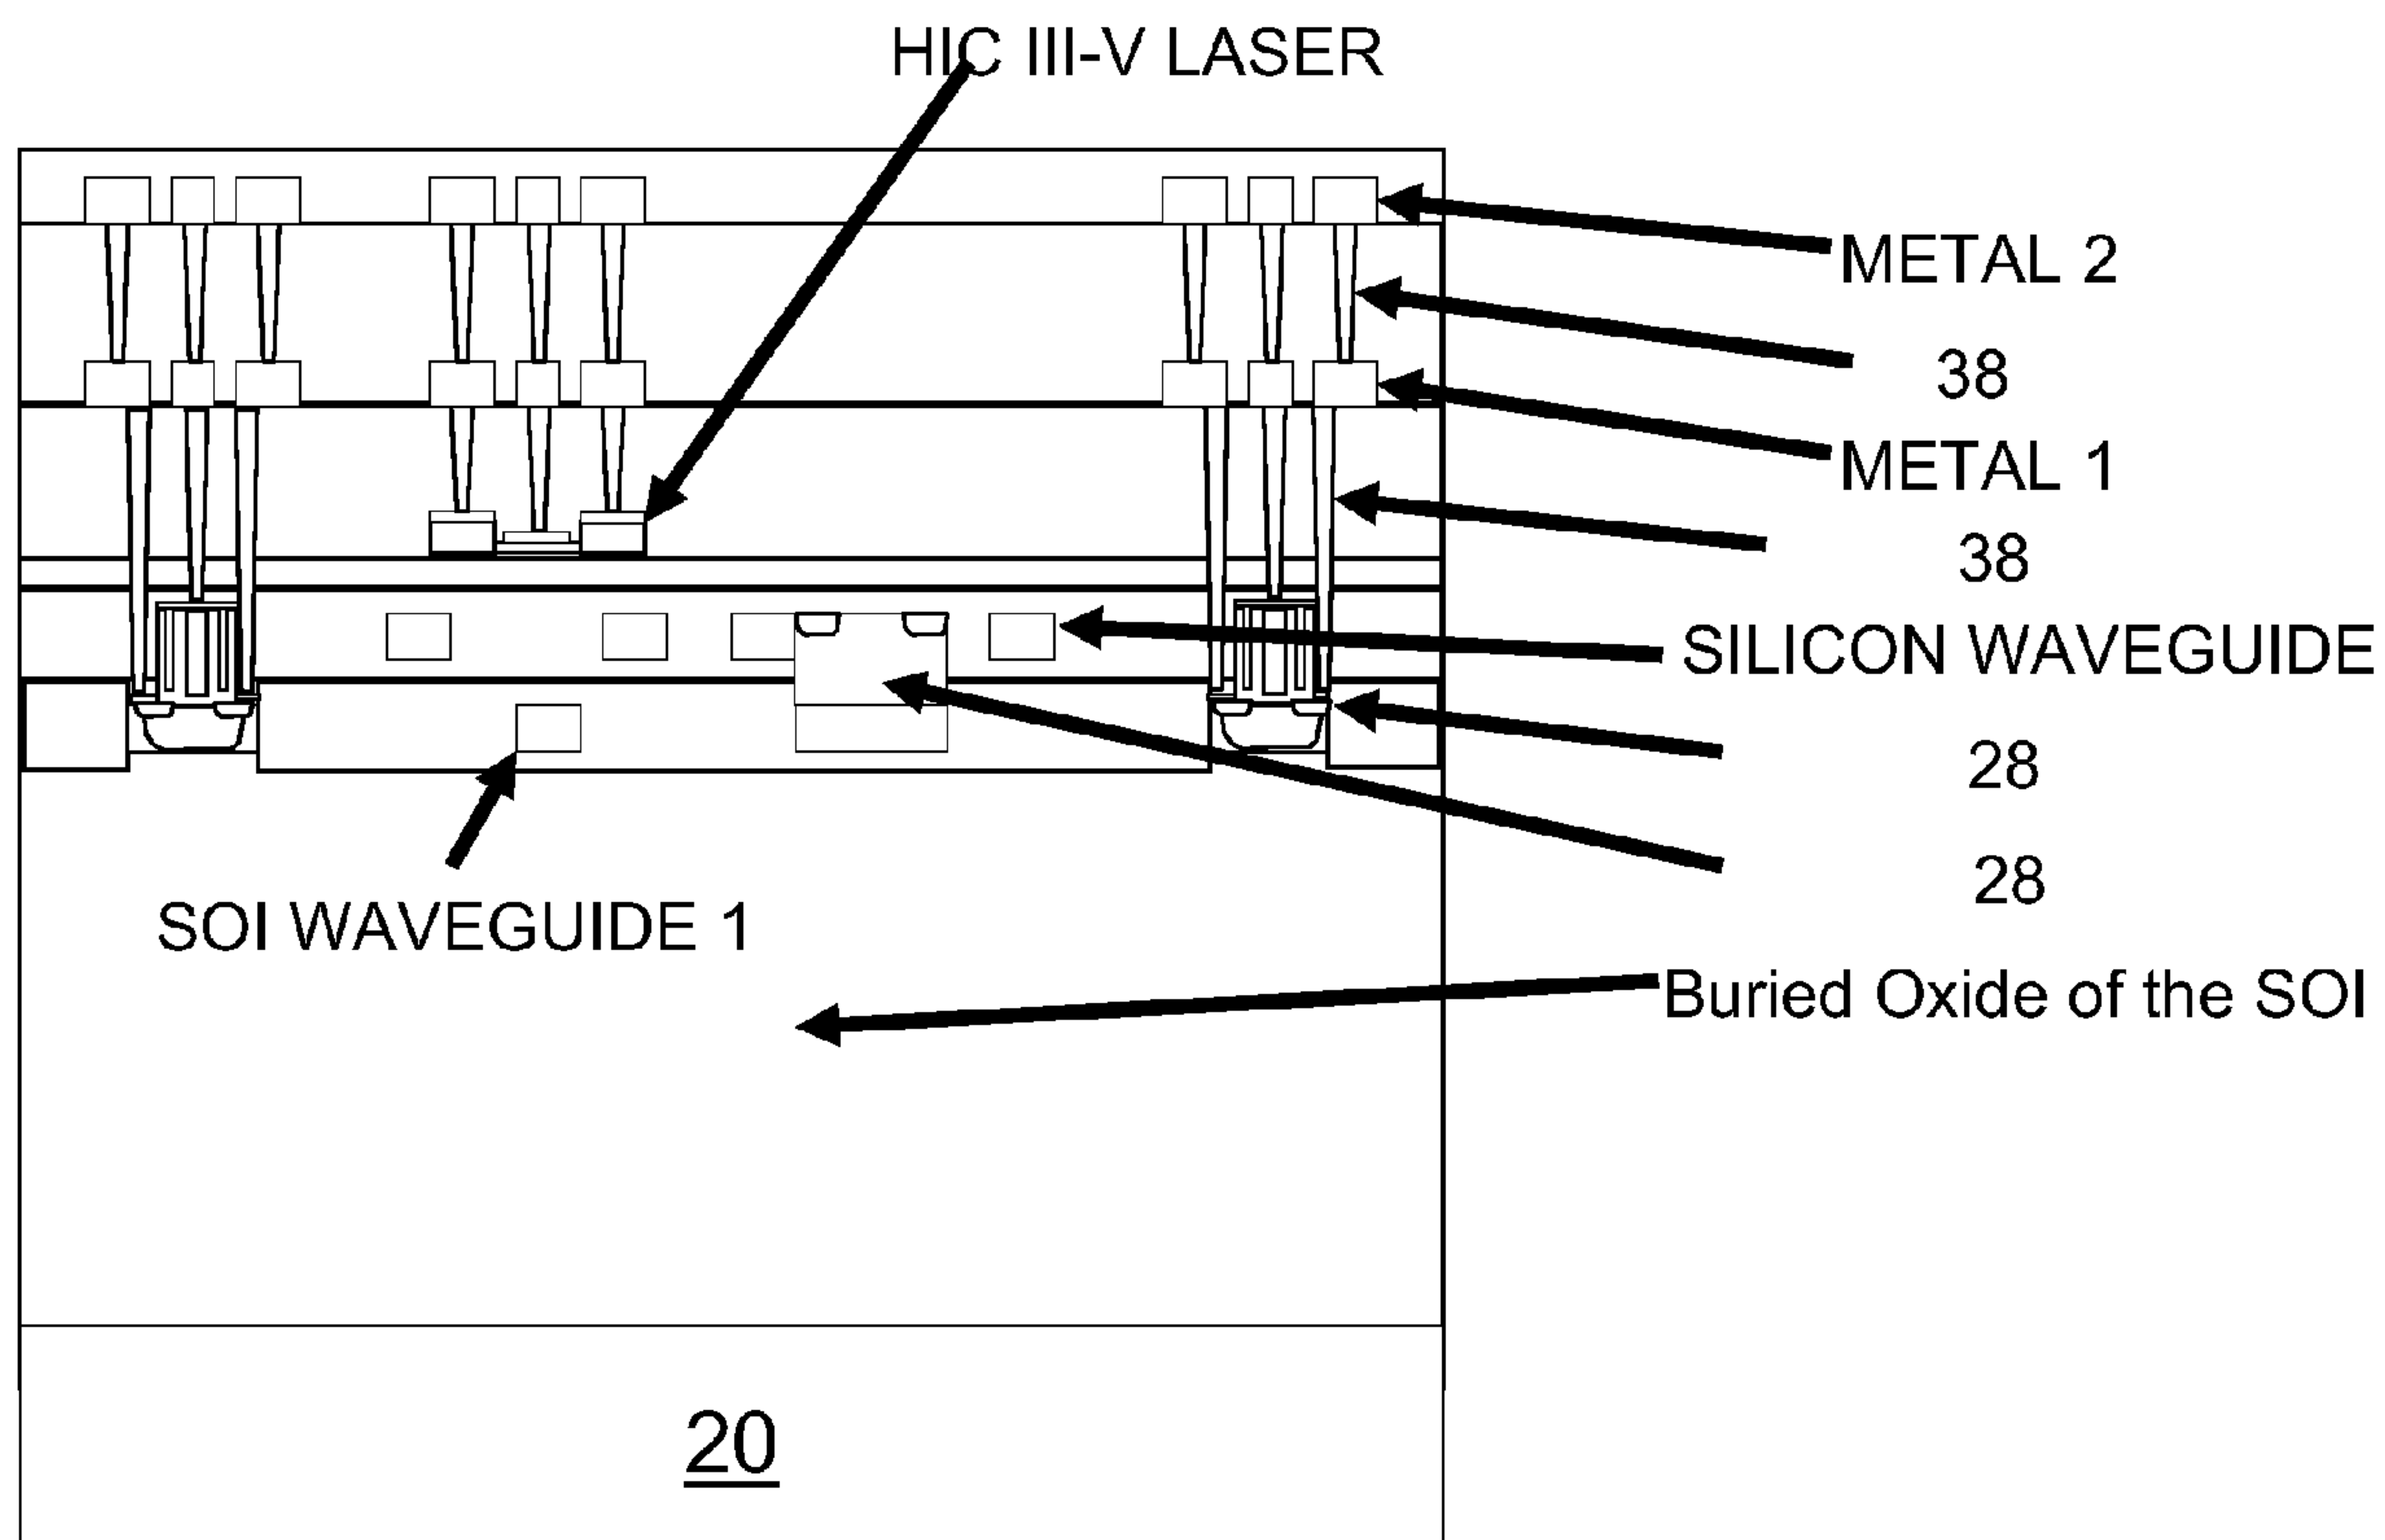 HIC III-V LASER
METAL 2
38
METAL 1
38
SILICON WAVEGUIDE
28
28
SOI WAVEGUIDE 1
Buried Oxide of the SOI
20